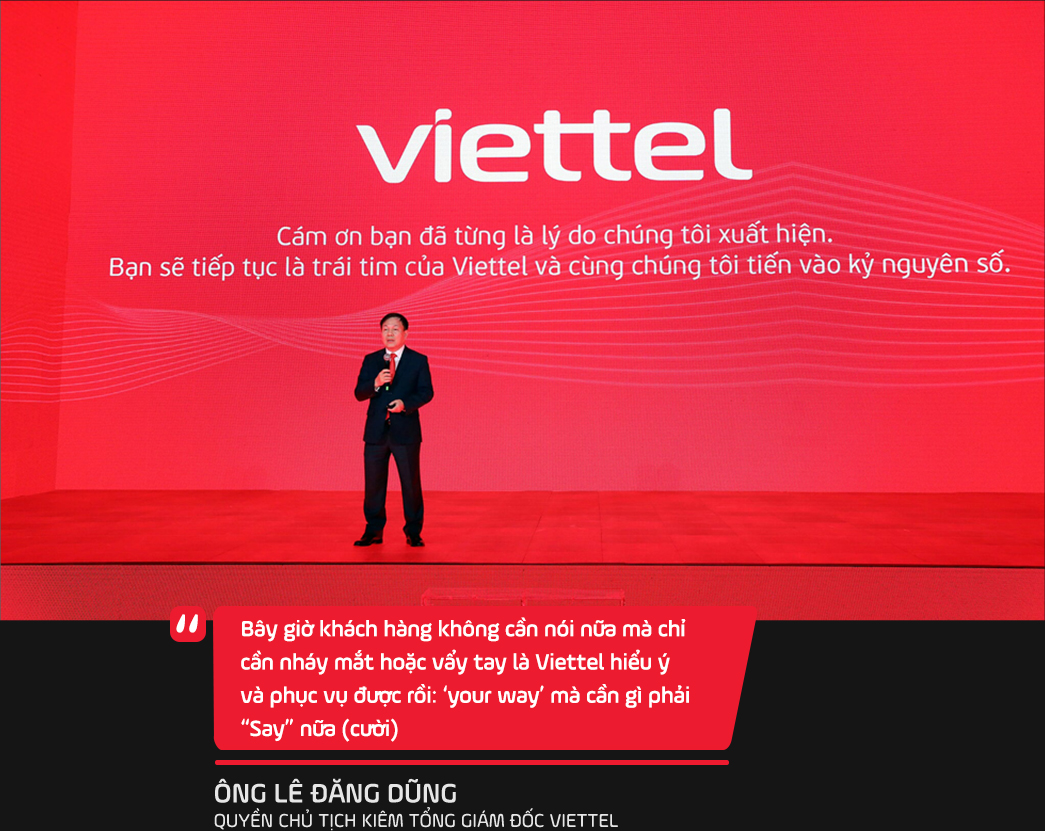 viettel
Cám ơn bạn đã từng là lý do chúng tôi xuất hiện.
Bạn sẽ tiếp tục là trái tim của Viettel và cùng chúng tôi tiến vào kỷ nguyên số.
“
Bây giờ khách hàng không cần nói nữa mà chỉ
cần nháy mắt hoặc vẩy tay là Viettel hiểu ý
và phục vụ được rồi: ‘your way’ mà cần gì phải
“Say” nữa (cười)
ÔNG LÊ ĐĂNG DŨNG
QUYỀN CHỦ TỊCH KIÊM TỔNG GIÁM ĐỐC VIETTEL